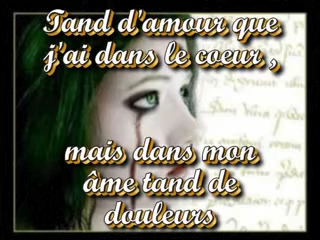 Tand d'amour que
j'ai dans le coeur ,
mais dans mon
âme tand de
douleurs